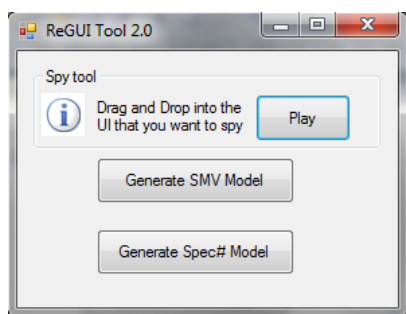 ReGUI Tool 2.0
Spy tool
Drag and Drop into the
UI that you want to spy
Play
Generate SMV Model
Generate Spec# Model